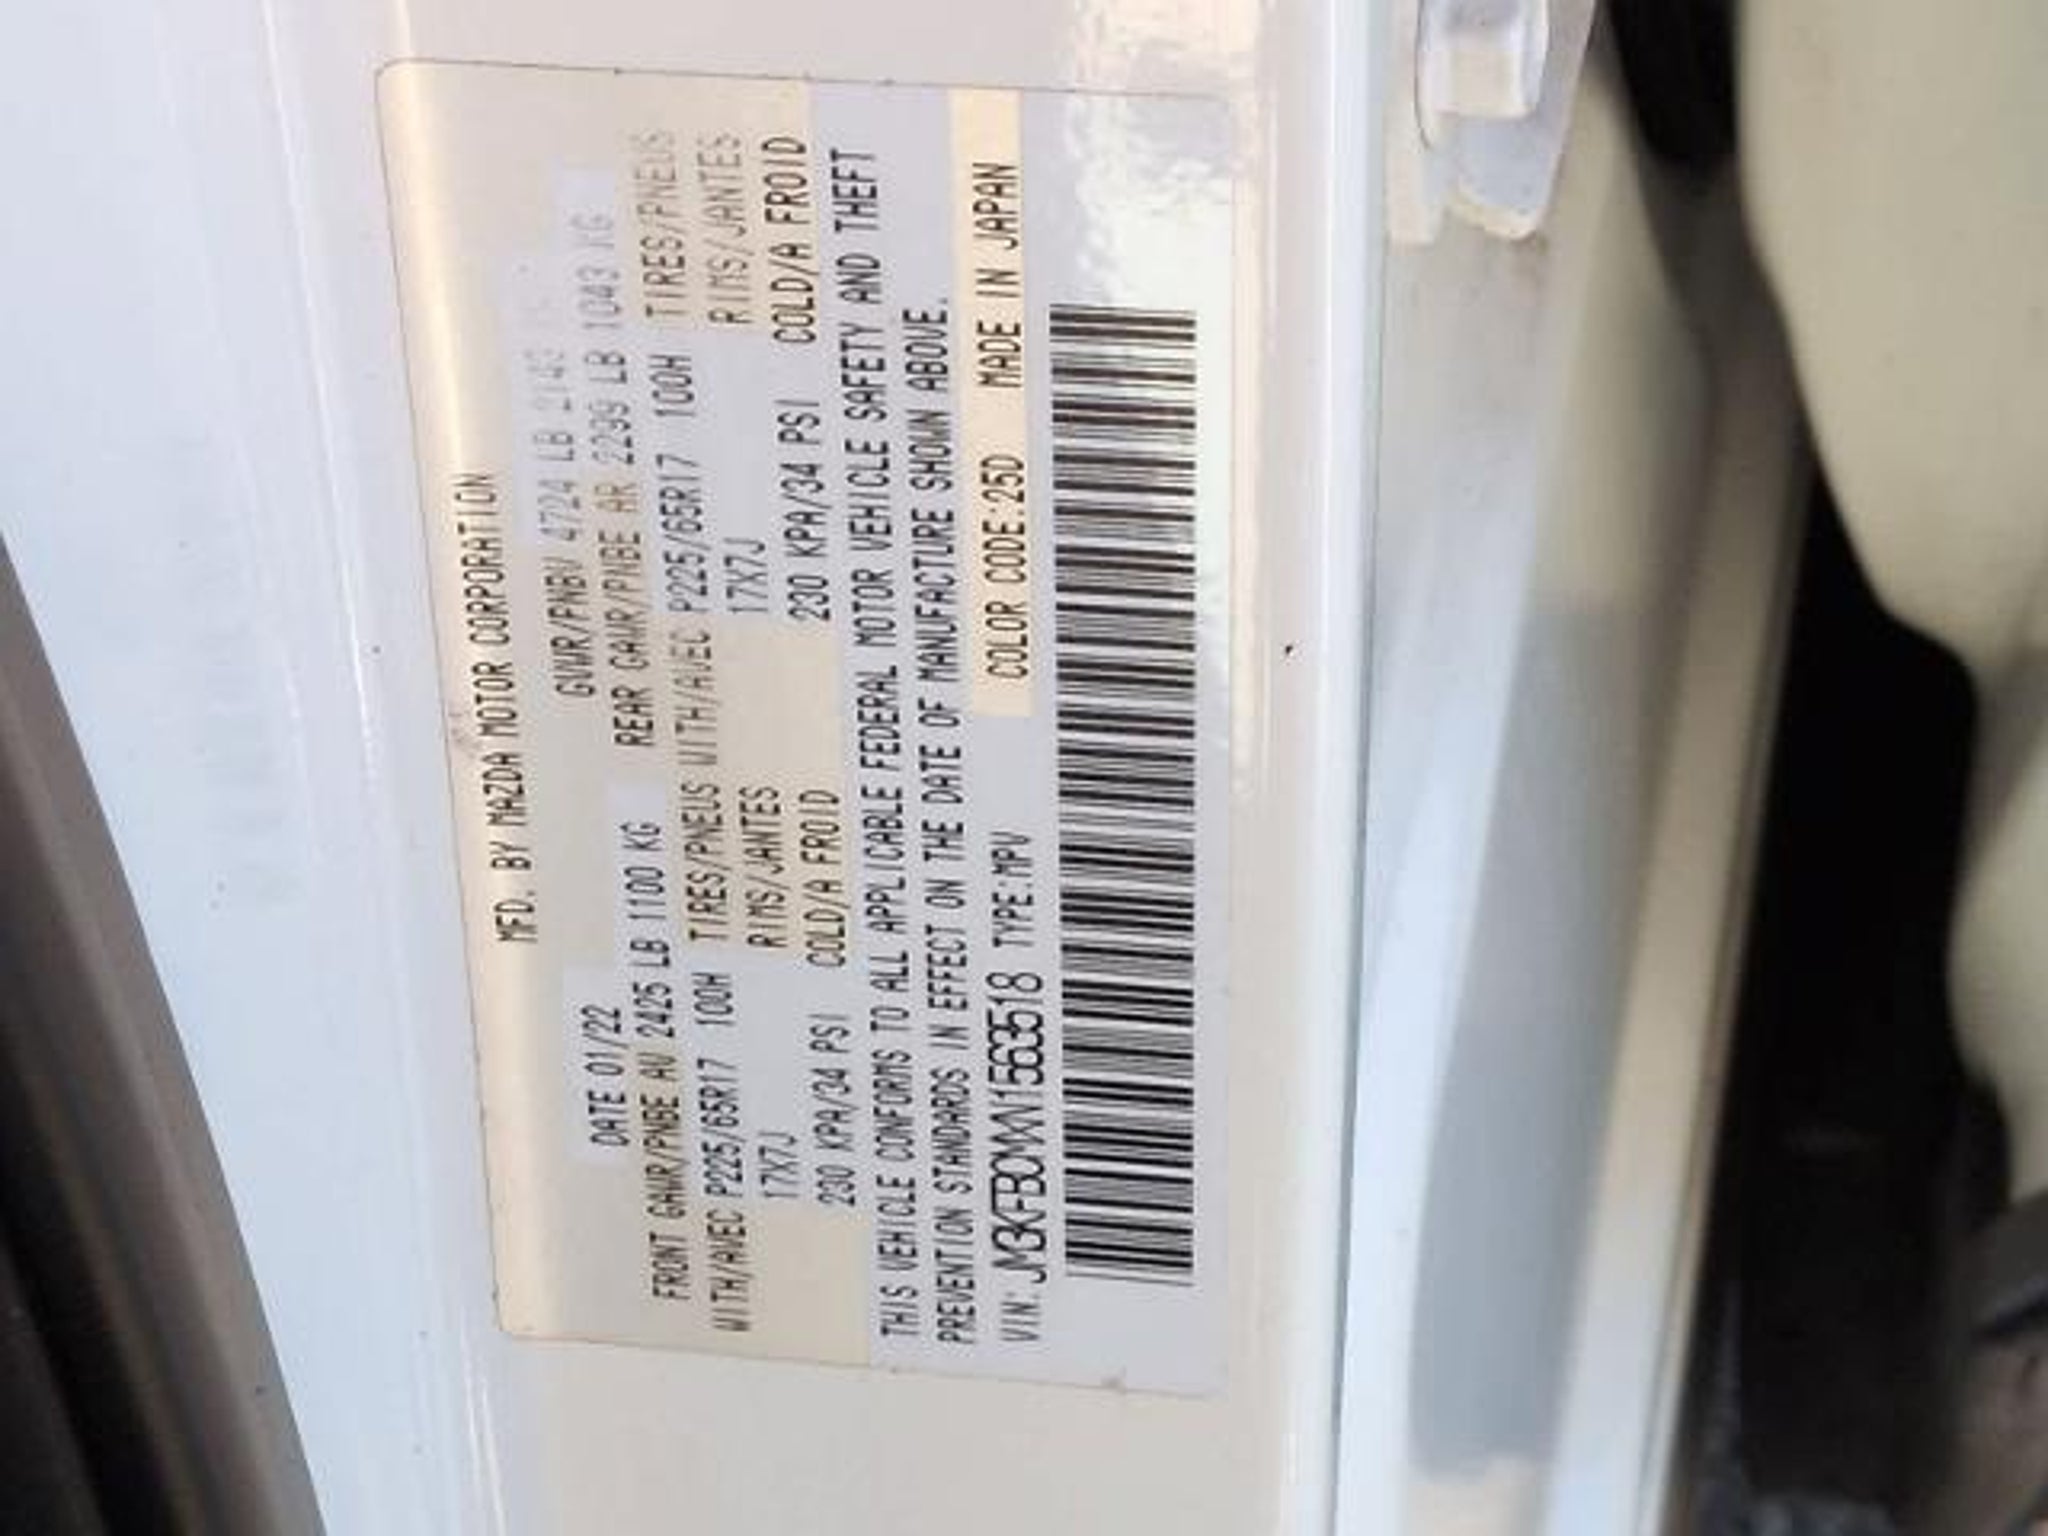 MFD. BY MAZDA MOTOR CORPORATION
DATE 01/22 GVWR/PNBV 4724 LB 2143
FRONT GAWR/PNBE AV 2425 LB 1100 KG REAR GAWR/PNBE AR 2299 LB 1043 KG
WITH/AVEC P225/65R17 100H TIRES/PNEUS WITH/AVEC P225/65R17 100H TIRES/PNEUS
17X7J RIMS/JANTES 17X7J RIMS/JANTES
230 KPA/34 PSI COLD/A FROID 230 KPA/34 PSI COLD/A FROID
THIS VEHICLE CONFORMS TO ALL APPLICABLE FEDERAL MOTOR VEHICLE SAFETY AND THEFT
PREVENTION STANDARDS IN EFFECT ON THE DATE OF MANUFACTURE SHOWN ABOVE.
VIN: TYPE:MPV COLOR CODE:25D MADE IN JAPAN